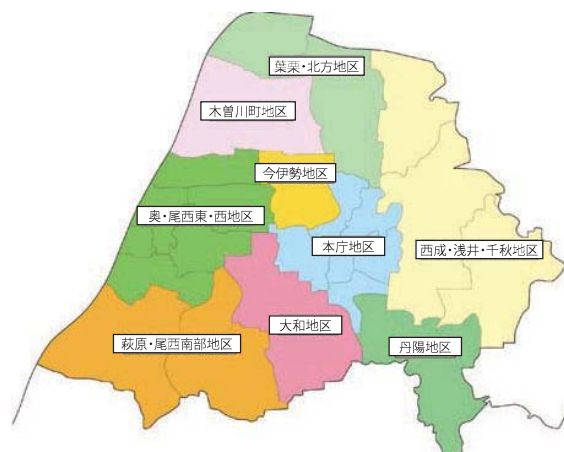 葉栗・北方地区
木曽川町地区
今伊勢地区
奥・尾西東・西地区
本庁地区
西成・浅井・千秋地区
大和地区
萩原・尾西南部地区
丹陽地区